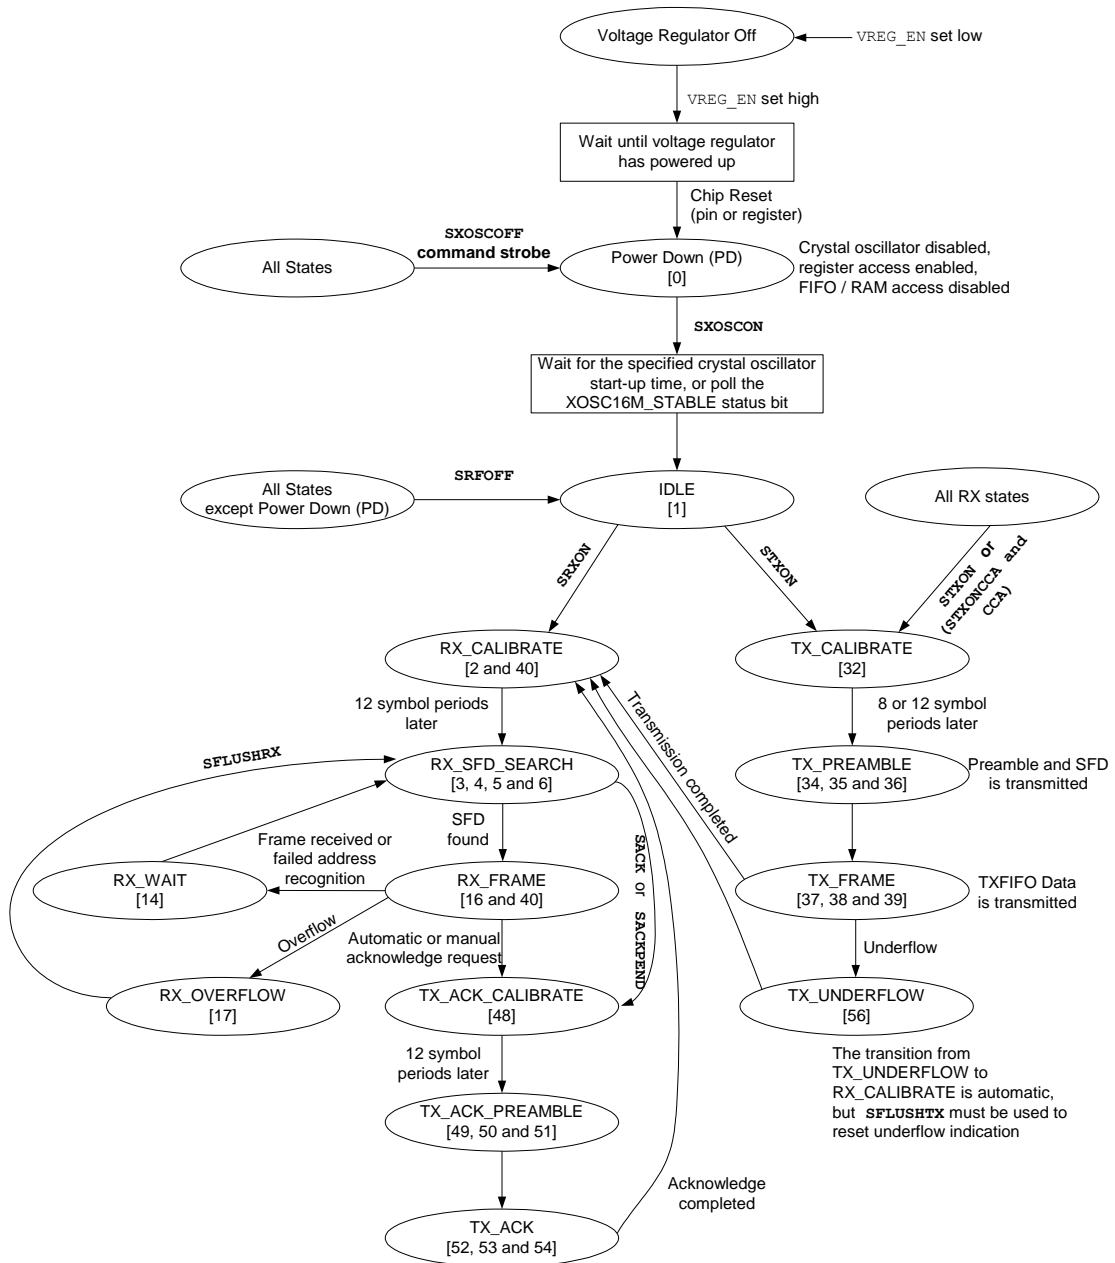 Voltage Regulator Off
VREG_EN set low
VREG_EN set high
Wait until voltage regulator
has powered up
Chip Reset
(pin or register)
SXOSCOFF
command strobe
All States
Power Down (PD)
[0]
Crystal oscillator disabled,
register access enabled,
FIFO / RAM access disabled
SXOSCON
Wait for the specified crystal oscillator
start-up time, or poll the
XOSC16M_STABLE status bit
All States
except Power Down (PD)
SRFOFF
IDLE
[1]
All RX states
SRXON
STXON
STXON or
(STXONCCA and
CCA)
RX_CALIBRATE
[2 and 40]
TX_CALIBRATE
[32]
12 symbol periods
later
8 or 12 symbol
periods later
Transmission completed
SFLUSHRX
RX_SFD_SEARCH
[3, 4, 5 and 6]
TX_PREAMBLE
[34, 35 and 36]
Preamble and SFD
is transmitted
SFD
found
Frame received or
failed address
recognition
SACK or SACKPEND
RX_WAIT
[14]
RX_FRAME
[16 and 40]
TX_FRAME
[37, 38 and 39]
TXFIFO Data
is transmitted
Overflow
Automatic or manual
acknowledge request
Underflow
RX_OVERFLOW
[17]
TX_ACK_CALIBRATE
[48]
TX_UNDERFLOW
[56]
12 symbol
periods later
The transition from
TX_UNDERFLOW to
RX_CALIBRATE is automatic,
but SFLUSHTX must be used to
reset underflow indication
TX_ACK_PREAMBLE
[49, 50 and 51]
Acknowledge
completed
TX_ACK
[52, 53 and 54]